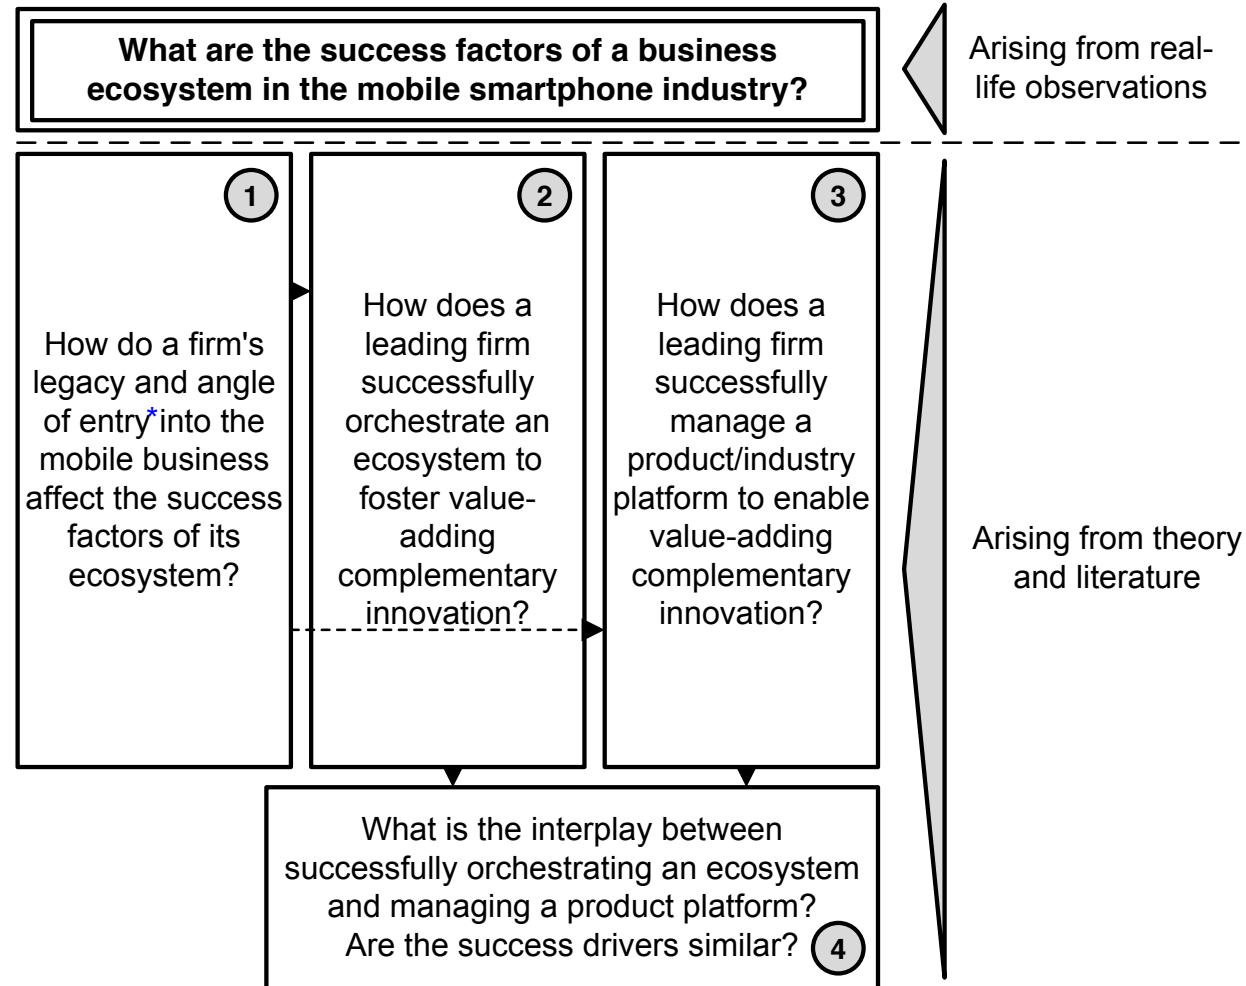 What are the success factors of a business
ecosystem in the mobile smartphone industry?
Arising from real-
life observations
1
How do a firm's
legacy and angle
of entry* into the
mobile business
affect the success
factors of its
ecosystem?
2
How does a
leading firm
successfully
orchestrate an
ecosystem to
foster value-
adding
complementary
innovation?
3
How does a
leading firm
successfully
manage a
product/industry
platform to enable
value-adding
complementary
innovation?
Arising from theory
and literature
What is the interplay between
successfully orchestrating an ecosystem
and managing a product platform?
Are the success drivers similar?
4